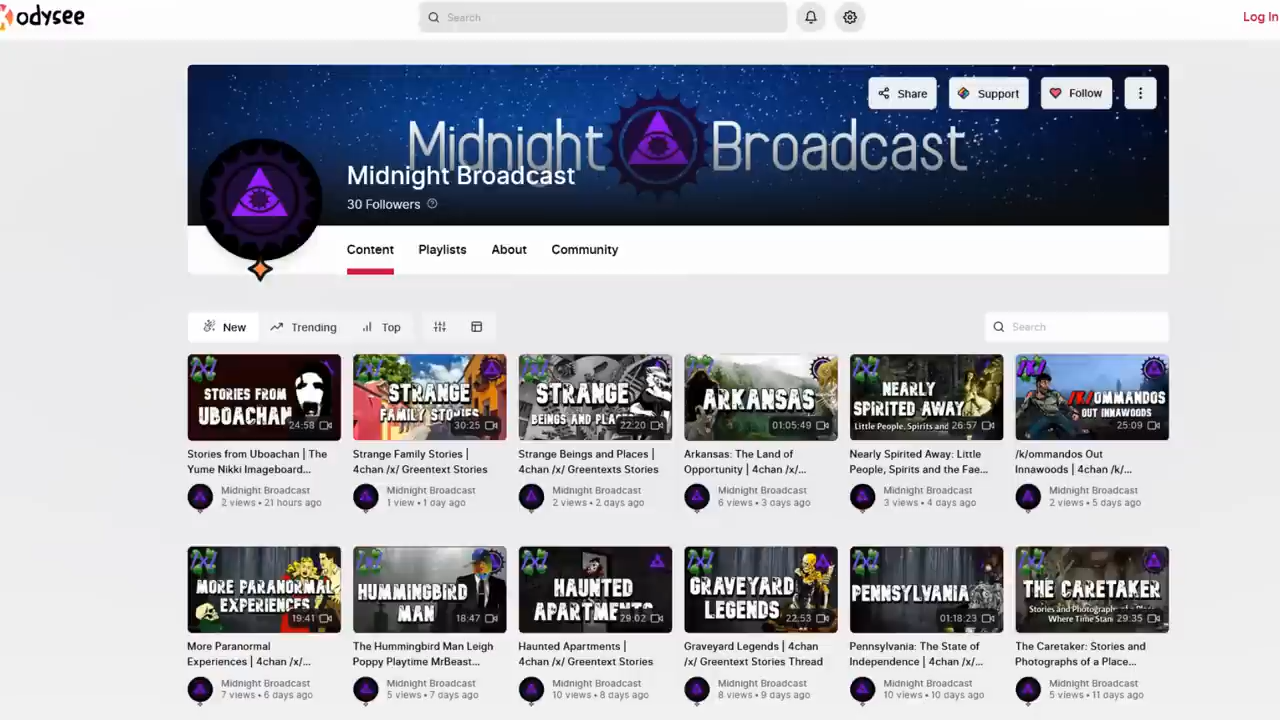 odysee
Search
Log In
Share
Support
Follow
Midnight Broadcast
Midnight Broadcast
30 Followers
Content
Playlists
About
Community
New
Trending
Top
Search
STORIES FROM
UBOACHAN
24:58
STRANGE
FAMILY STORIES
30:25
STRANGE
BEINGS AND PLA
22:20
ARKANSAS
01:05:49
NEARLY
SPIRITED AWAY
Little People, Spirits and
26:57
/K/OMMANDOS
OUT INNAWOODS
25:09
Stories from Uboachan | The
Yume Nikki Imageboard...
Midnight Broadcast
2 views • 21 hours ago
Strange Family Stories |
4chan /x/ Greentext Stories
Midnight Broadcast
1 view • 1 day ago
Strange Beings and Places |
4chan /x/ Greentexts Stories
Midnight Broadcast
2 views • 2 days ago
Arkansas: The Land of
Opportunity | 4chan /x/...
Midnight Broadcast
6 views • 3 days ago
Nearly Spirited Away: Little
People, Spirits and the Fae...
Midnight Broadcast
3 views • 4 days ago
/k/ommandos Out
Innawoods | 4chan /k/...
Midnight Broadcast
2 views • 5 days ago
MORE PARANORMAL
EXPERIENCES
19:41
HUMMINGBIRD
MAN
18:47
HAUNTED
APARTMENTS
29:02
GRAVEYARD
LEGENDS
22:53
PENNSYLVANIA
01:18:23
THE CARETAKER
Stories and Photographs of a Place
Where Time Stan
29:35
More Paranormal
Experiences | 4chan /x/...
Midnight Broadcast
7 views • 6 days ago
The Hummingbird Man Leigh
Poppy Playtime MrBeast...
Midnight Broadcast
5 views • 7 days ago
Haunted Apartments |
4chan /x/ Greentext Stories
Midnight Broadcast
10 views • 8 days ago
Graveyard Legends | 4chan
/x/ Greentext Stories Thread
Midnight Broadcast
8 views • 9 days ago
Pennsylvania: The State of
Independence | 4chan /x/...
Midnight Broadcast
10 views • 10 days ago
The Caretaker: Stories and
Photographs of a Place...
Midnight Broadcast
5 views • 11 days ago